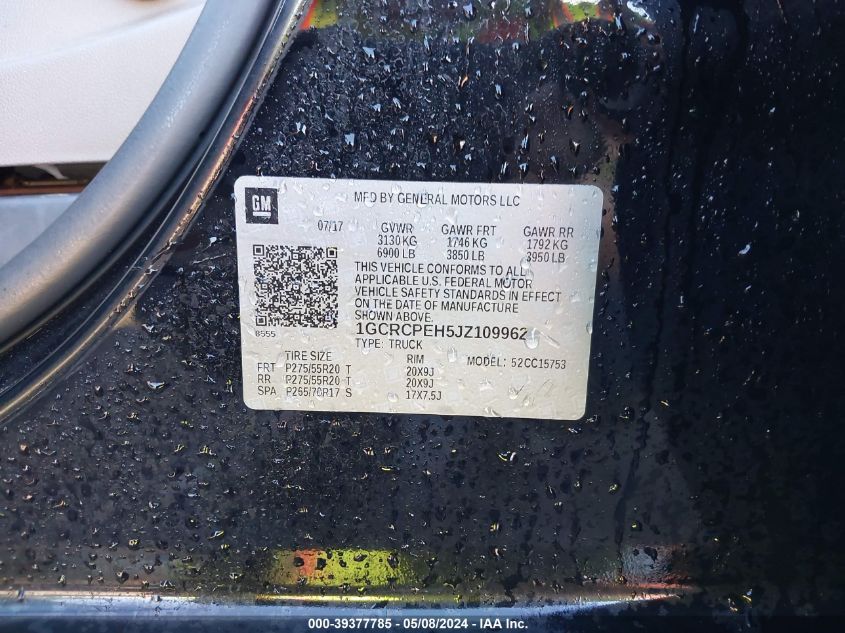 GM
MFD BY GENERAL MOTORS LLC
07/17 GVWR GAWR FRT GAWR RR
3130 KG 1746 KG 1792 KG
6900 LB 3850 LB 3950 LB
THIS VEHICLE CONFORMS TO ALL
APPLICABLE U.S. FEDERAL MOTOR
VEHICLE SAFETY STANDARDS IN EFFECT
ON THE DATE OF MANUFACTURE
SHOWN ABOVE.
8555 1GCRCPEH5JZ109962
TYPE: TRUCK
TIRE SIZE RIM MODEL: 52CC15753
FRT P275/55R20 T 20X9J
RR P275/55R20 T 20X9J
SPA P265/70R17 S 17X7.5J
000-39377785 - 05/08/2024 - IAA Inc.